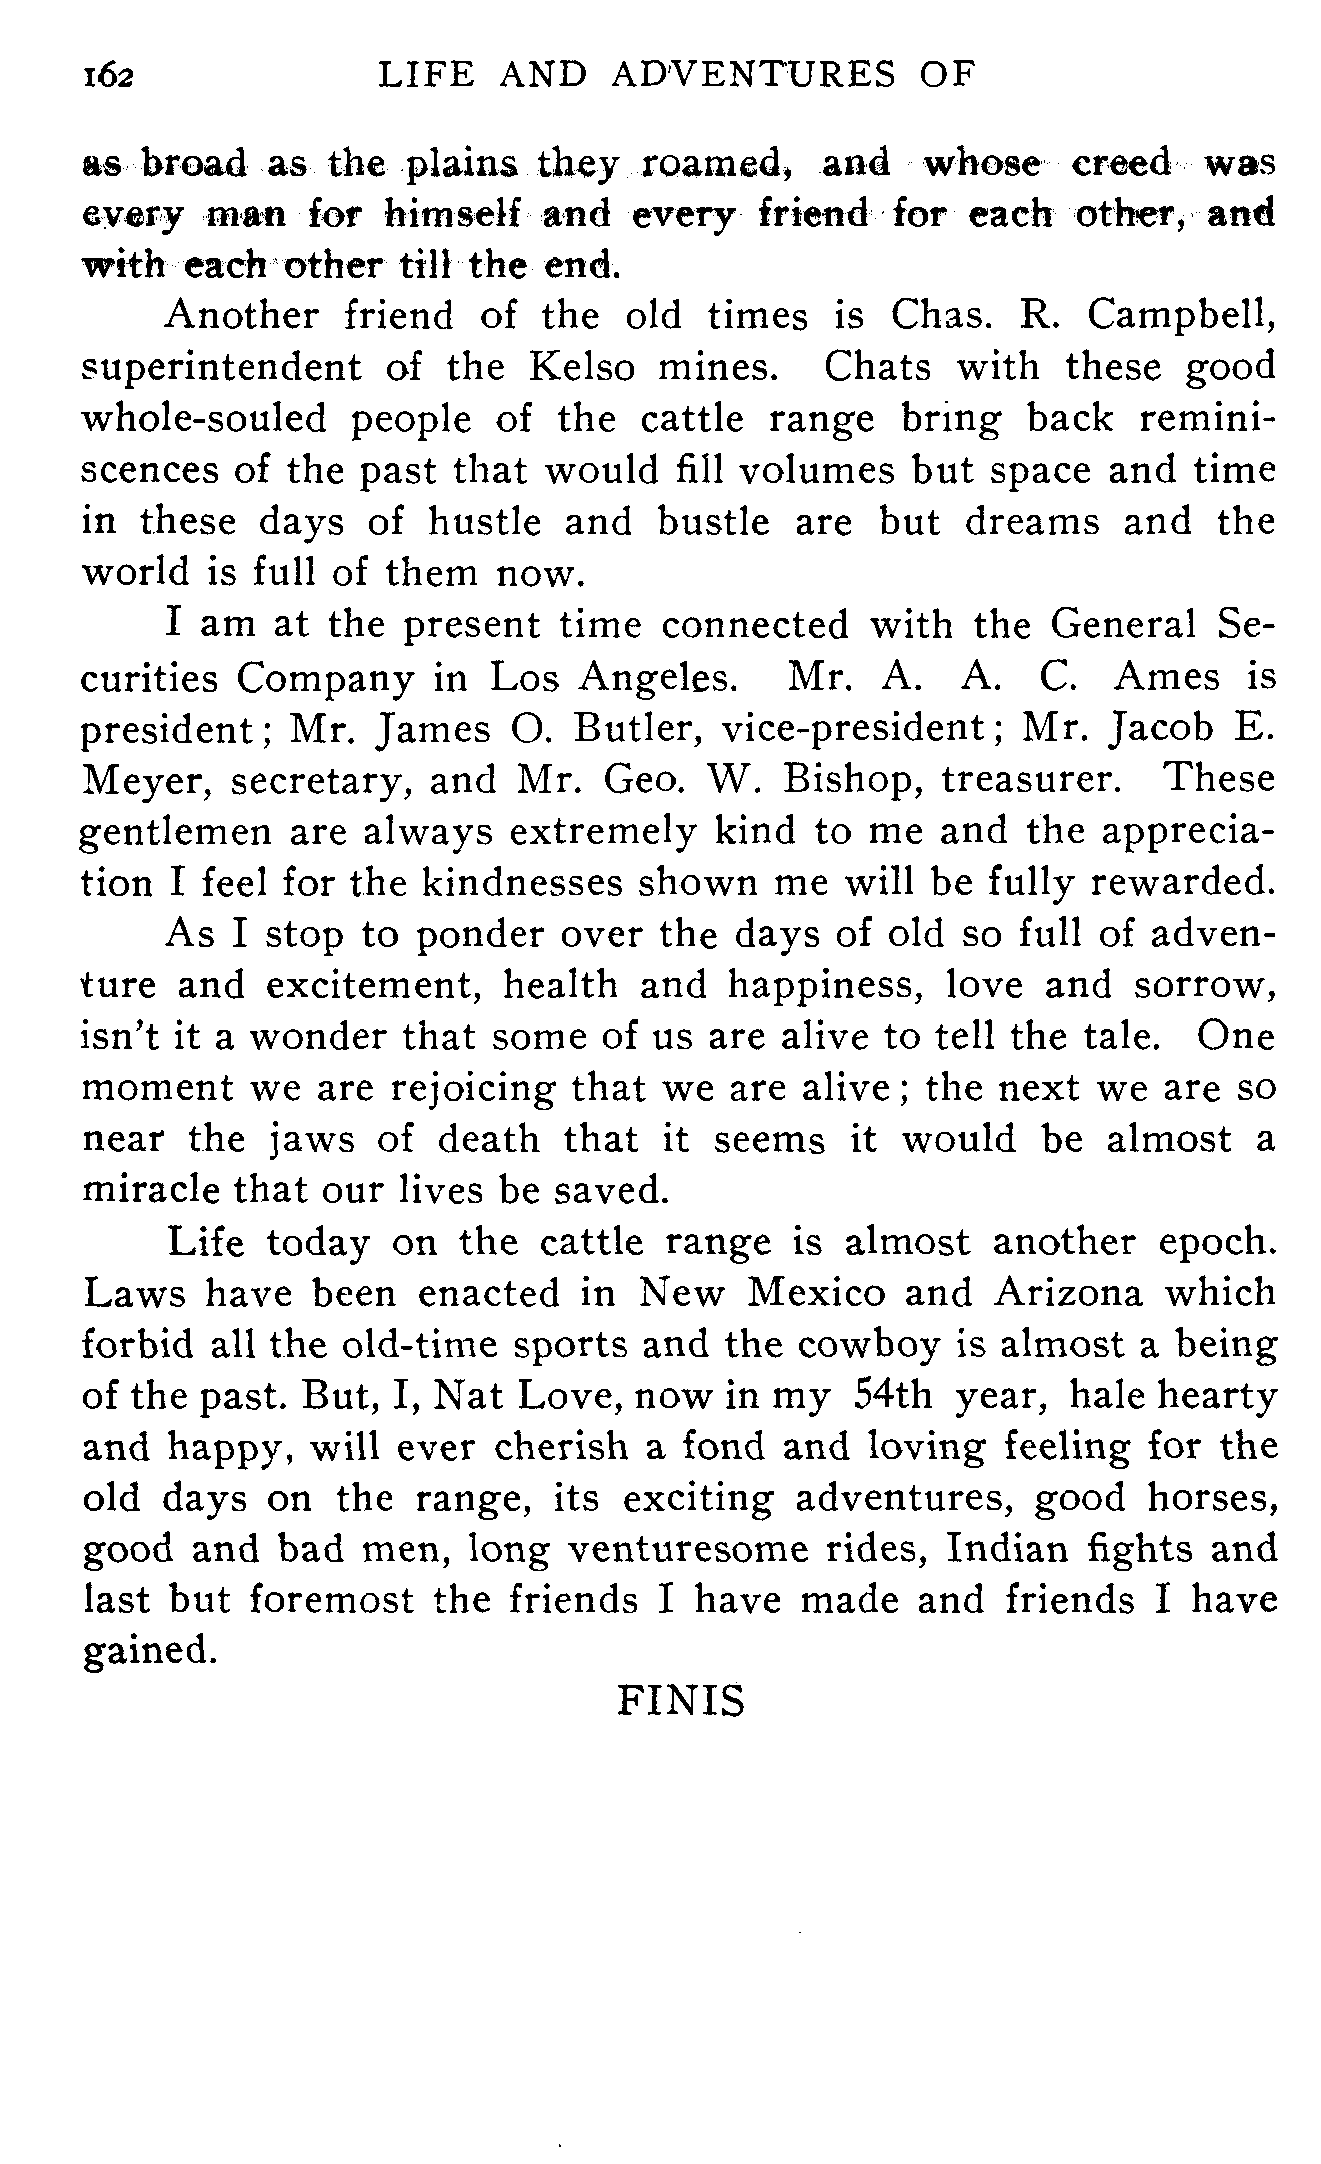 162 LIFE AND ADVENTURES OF
as broad as the plains they roamed, and whose creed was
every man for himself and every friend for each other, and
with each other till the end.
Another friend of the old times is Chas. R. Campbell,
superintendent of the Kelso mines. Chats with these good
whole-souled people of the cattle range bring back remini-
scences of the past that would fill volumes but space and time
in these days of hustle and bustle are but dreams and the
world is full of them now.
I am at the present time connected with the General Se-
curities Company in Los Angeles. Mr. A. A. C. Ames is
president; Mr. James O. Butler, vice-president; Mr. Jacob E.
Meyer, secretary, and Mr. Geo. W. Bishop, treasurer. These
gentlemen are always extremely kind to me and the apprecia-
tion I feel for the kindnesses shown me will be fully rewarded.
As I stop to ponder over the days of old so full of adven-
ture and excitement, health and happiness, love and sorrow,
isn't it a wonder that some of us are alive to tell the tale. One
moment we are rejoicing that we are alive; the next we are so
near the jaws of death that it seems it would be almost a
miracle that our lives be saved.
Life today on the cattle range is almost another epoch.
Laws have been enacted in New Mexico and Arizona which
forbid all the old-time sports and the cowboy is almost a being
of the past. But, I, Nat Love, now in my 54th year, hale hearty
and happy, will ever cherish a fond and loving feeling for the
old days on the range, its exciting adventures, good horses,
good and bad men, long venturesome rides, Indian fights and
last but foremost the friends I have made and friends I have
gained.
FINIS